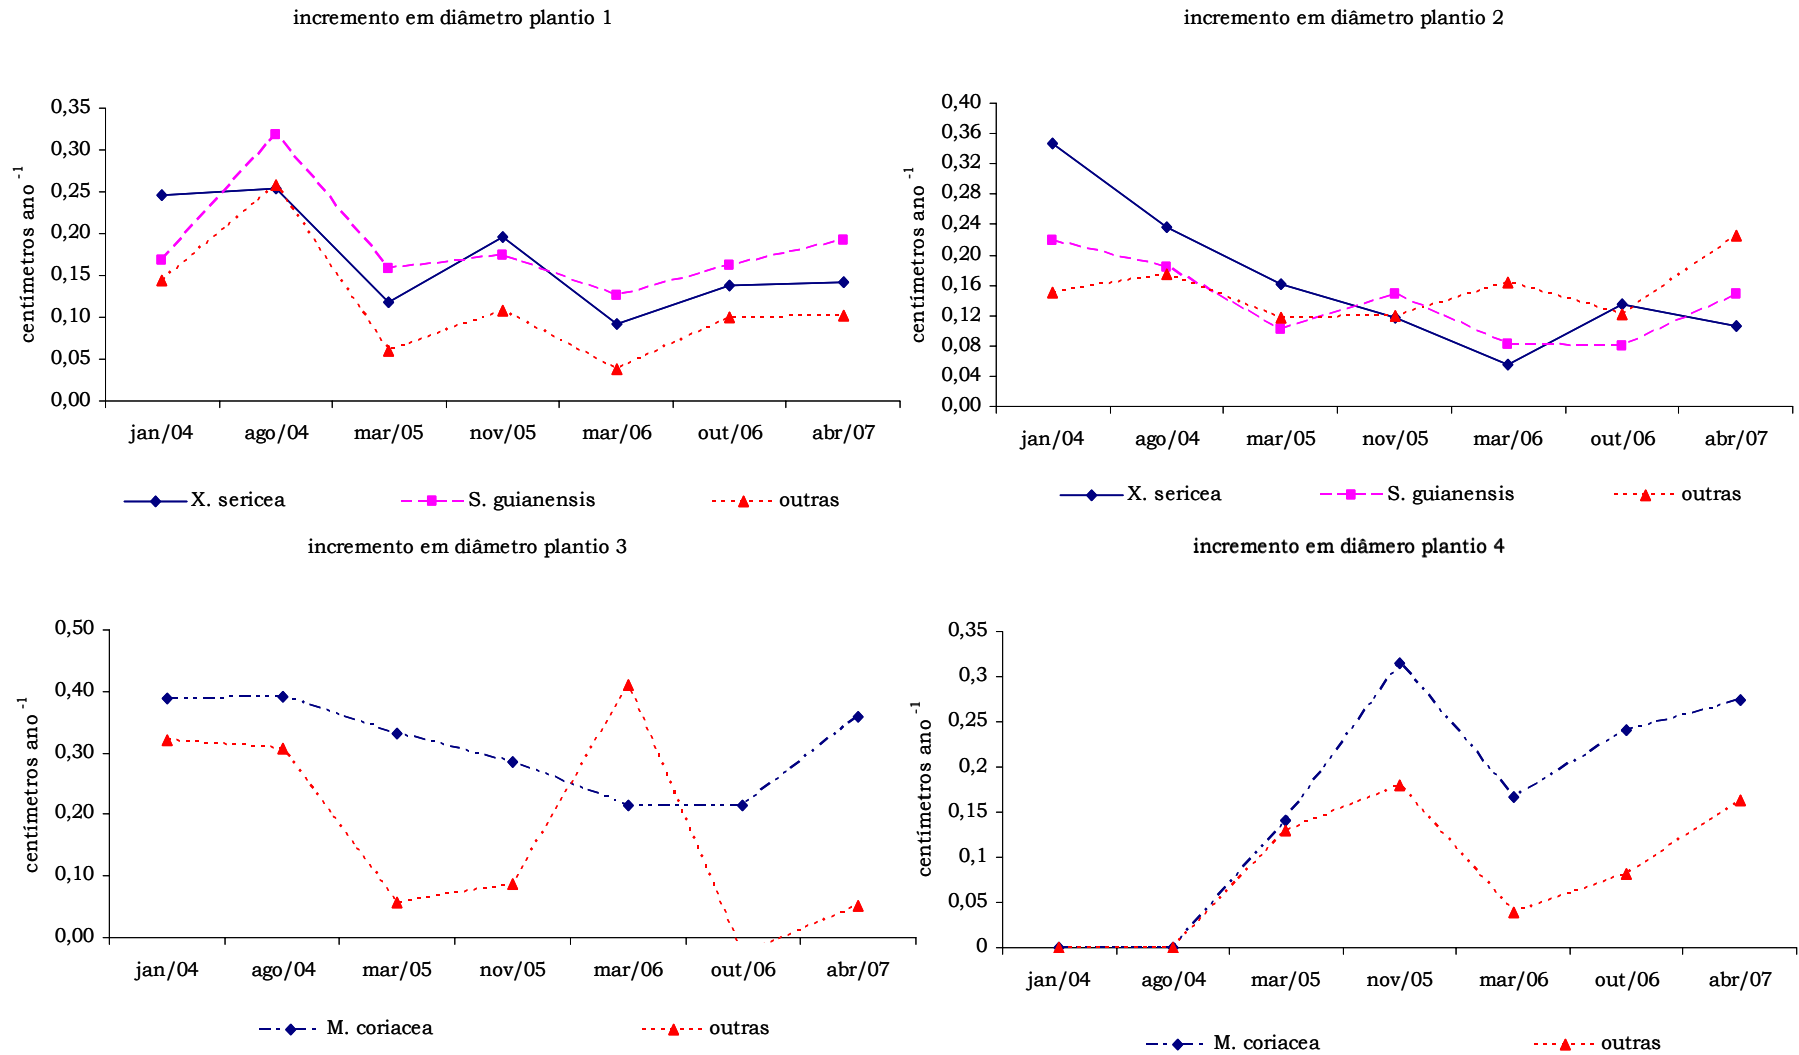 incremento em diâmetro plantio 1
centímetros ano -1
0,35
0,30
0,25
0,20
0,15
0,10
0,05
0,00
jan/04 ago/04 mar/05 nov/05 mar/06 out/06 abr/07
X. sericea S. guianensis outras
incremento em diâmetro plantio 2
centímetros ano -1
0,40
0,36
0,32
0,28
0,24
0,20
0,16
0,12
0,08
0,04
0,00
jan/04 ago/04 mar/05 nov/05 mar/06 out/06 abr/07
X. sericea S. guianensis outras
incremento em diâmetro plantio 3
centímetros ano -1
0,50
0,40
0,30
0,20
0,10
0,00
jan/04 ago/04 mar/05 nov/05 mar/06 out/06 abr/07
M. coriacea outras
incremento em diâmero plantio 4
centímetros ano -1
0,35
0,3
0,25
0,2
0,15
0,1
0,05
0
jan/04 ago/04 mar/05 nov/05 mar/06 out/06 abr/07
M. coriacea outras